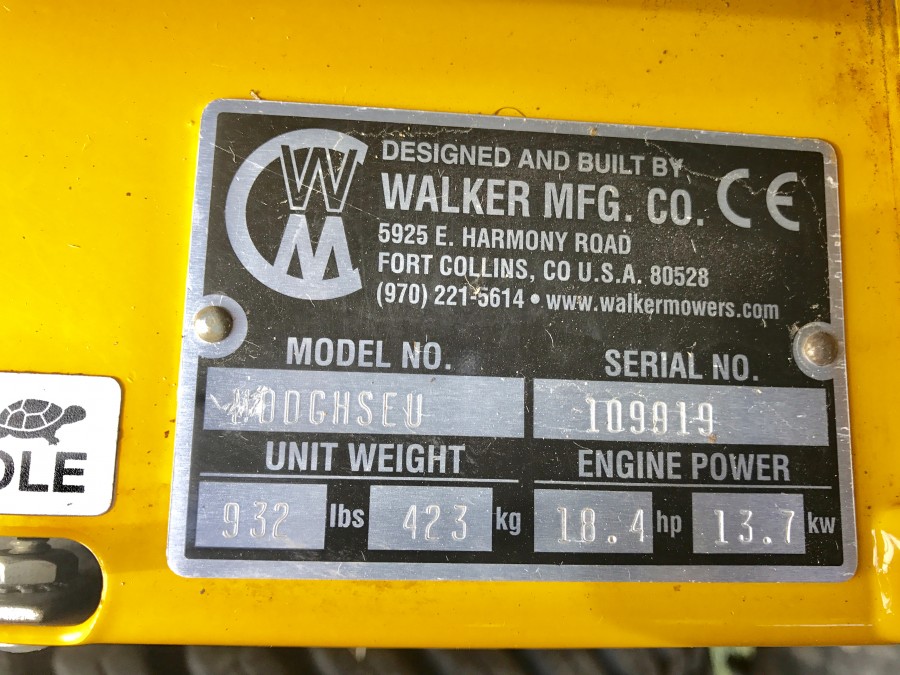 WM
DESIGNED AND BUILT BY
WALKER MFG. CO.
CE
5925 E. HARMONY ROAD
FORT COLLINS, CO U.S.A. 80528
(970) 221-5614 • www.walkermowers.com
MODEL NO. SERIAL NO.
109919
UNIT WEIGHT ENGINE POWER
932 lbs 423 kg 18.4 hp 13.7 kw
DLE